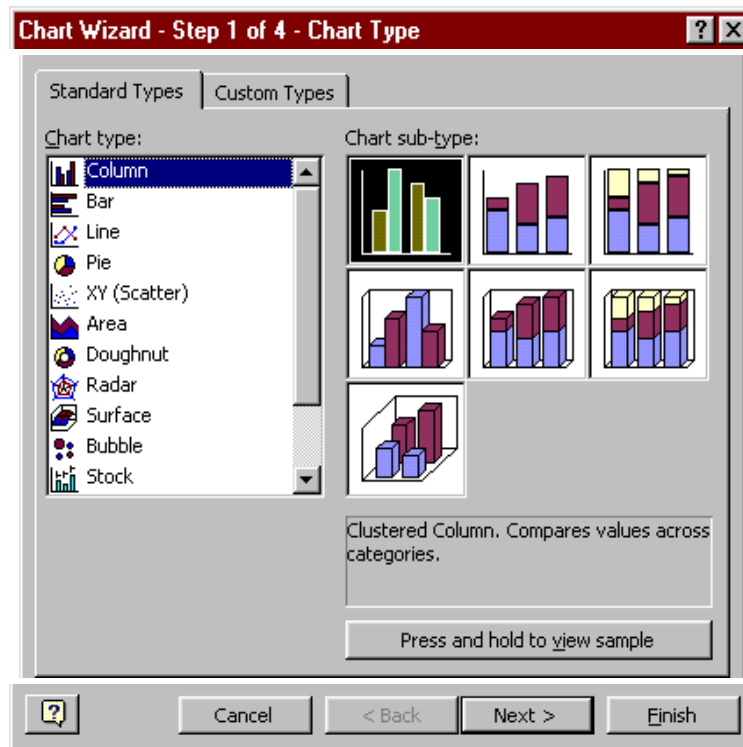 Chart Wizard - Step 1 of 4 - Chart Type
Standard Types
Custom Types
Chart type:
Column
Bar
Line
Pie
XY (Scatter)
Area
Doughnut
Radar
Surface
Bubble
Stock
Chart sub-type:
Clustered Column. Compares values across
categories.
Press and hold to view sample
Cancel
< Back
Next >
Finish